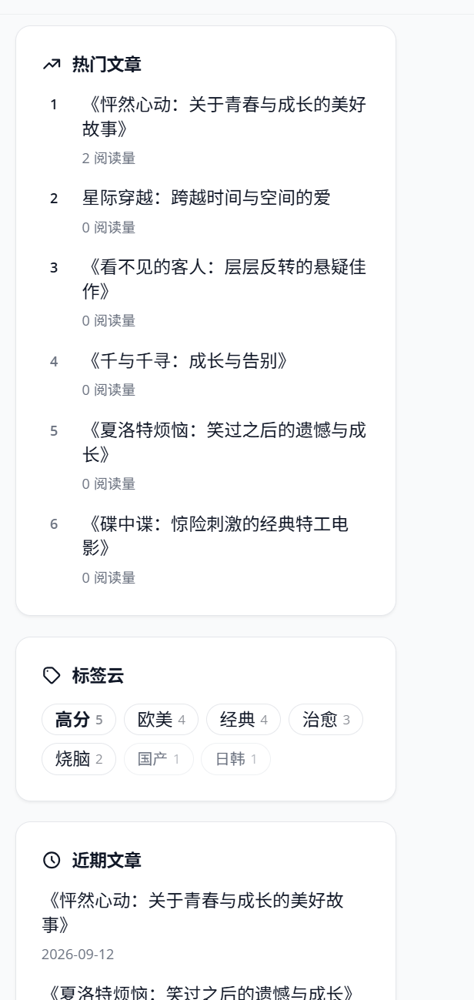 热门文章
1 《怦然心动：关于青春与成长的美好
故事》
2 阅读量
2 星际穿越：跨越时间与空间的爱
0 阅读量
3 《看不见的客人：层层反转的悬疑佳
作》
0 阅读量
4 《千与千寻：成长与告别》
0 阅读量
5 《夏洛特烦恼：笑过之后的遗憾与成
长》
0 阅读量
6 《碟中谍：惊险刺激的经典特工电
影》
0 阅读量
标签云
高分 5 欧美 4 经典 4 治愈 3
烧脑 2 国产 1 日韩 1
近期文章
《怦然心动：关于青春与成长的美好故
事》
2026-09-12
《夏洛特烦恼：笑过之后的遗憾与成长》